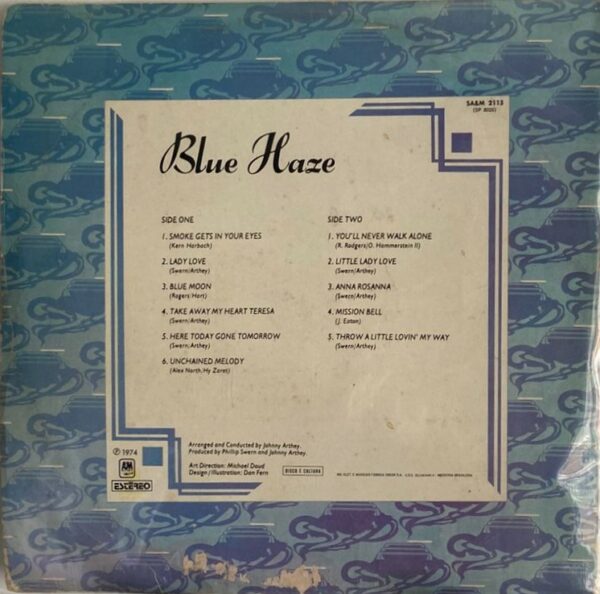 SA&M 2113
(SP 8020)
Blue Haze
SIDE ONE
1. SMOKE GETS IN YOUR EYES
(Kern Harbach)
2. LADY LOVE
(Swern/Arthey)
3. BLUE MOON
(Rogers/Hart)
4. TAKE AWAY MY HEART TERESA
(Swern/Arthey)
5. HERE TODAY GONE TOMORROW
(Swern/Arthey)
6. UNCHAINED MELODY
(Alex North, Hy Zaret)
SIDE TWO
1. YOU'LL NEVER WALK ALONE
(R. Rodgers/O. Hammerstein II)
2. LITTLE LADY LOVE
(Swern/Arthey)
3. ANNA ROSANNA
(Swern/Arthey)
4. MISSION BELL
(J. Eaton)
5. THROW A LITTLE LOVIN' MY WAY
(Swern/Arthey)
Ⓟ 1974
AM
ESTÉREO
Arranged and Conducted by Johnny Arthey.
Produced by Phillip Swern and Johnny Arthey.
Art Direction: Michael Doud
Design/Illustration: Dan Fern
DISCO É CULTURA